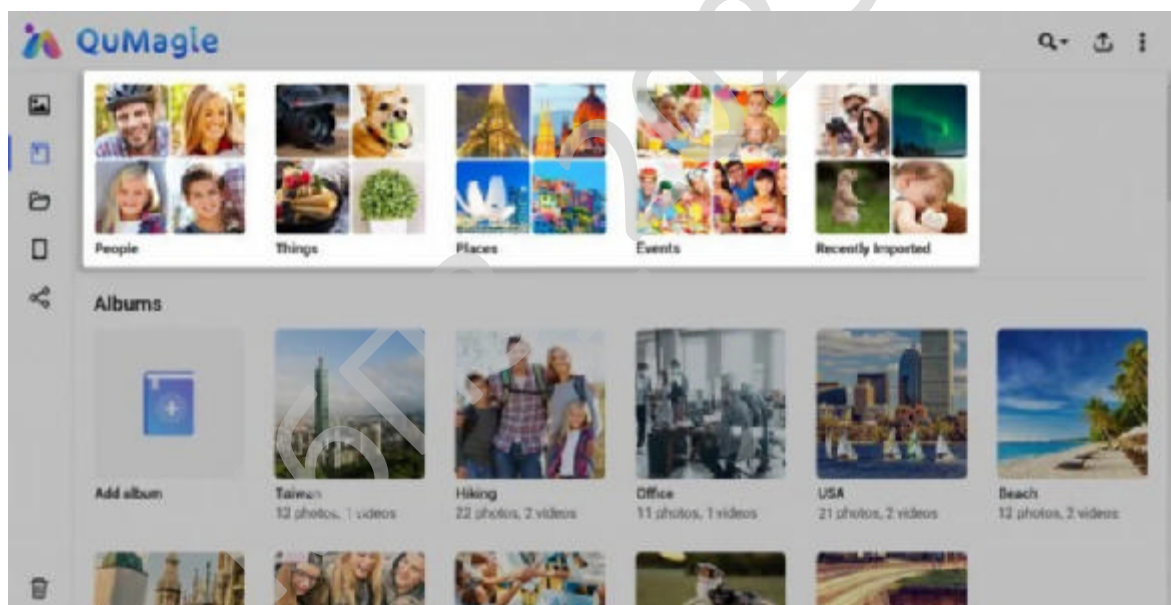 QuMagie
People
Things
Places
Events
Recently Imported
Albums
Add album
Taiwan
12 photos, 1 videos
Hiking
22 photos, 2 videos
Office
11 photos, 1 videos
USA
21 photos, 2 videos
Beach
12 photos, 2 videos